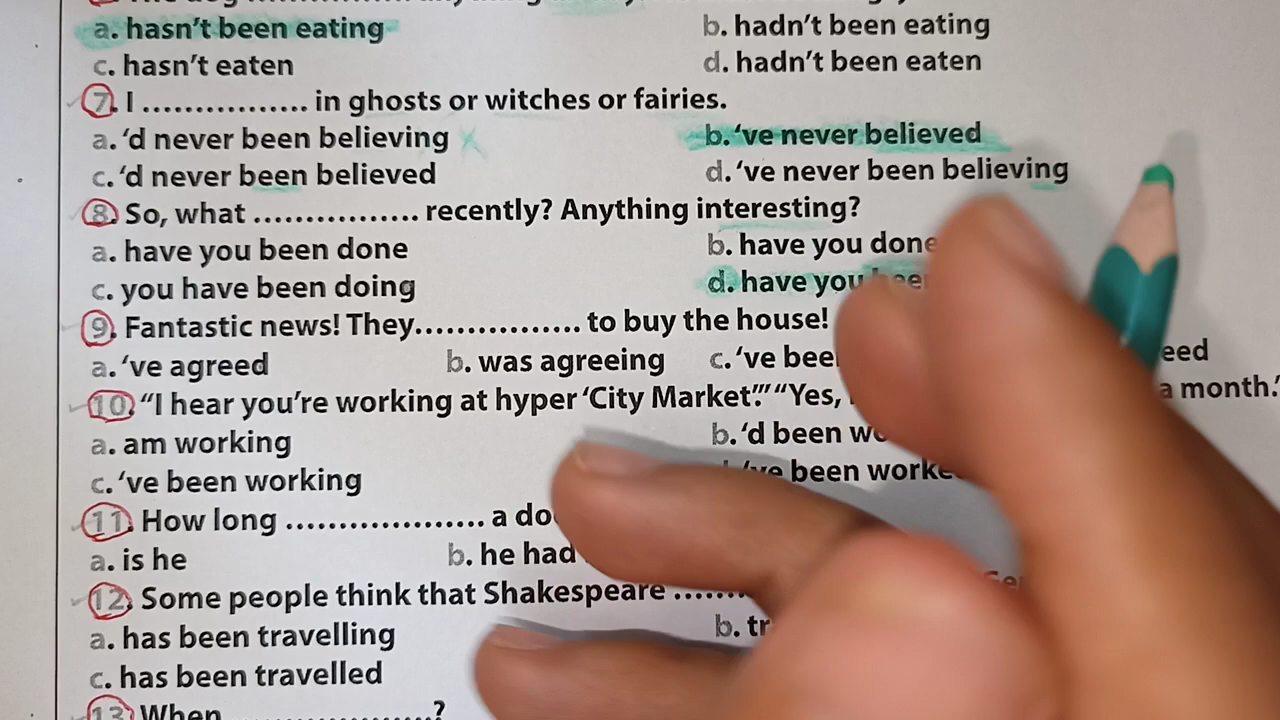 a. hasn't been eating b. hadn't been eating
c. hasn't eaten d. hadn't been eaten
7. I ................ in ghosts or witches or fairies.
a. 'd never been believing b. 've never believed
c. 'd never been believed d. 've never been believing
8. So, what ................ recently? Anything interesting?
a. have you been done b. have you done
c. you have been doing d. have you
9. Fantastic news! They................ to buy the house!
a. 've agreed b. was agreeing c. 've
10. "I hear you're working at hyper 'City Market'." "Yes, a month.'
a. am working b. 'd been
c. 've been working 've been
11. How long ................... a
a. is he b. he had
12. Some people think that Shakespeare .......
a. has been travelling b.
c. has been travelled
13. When ...................?